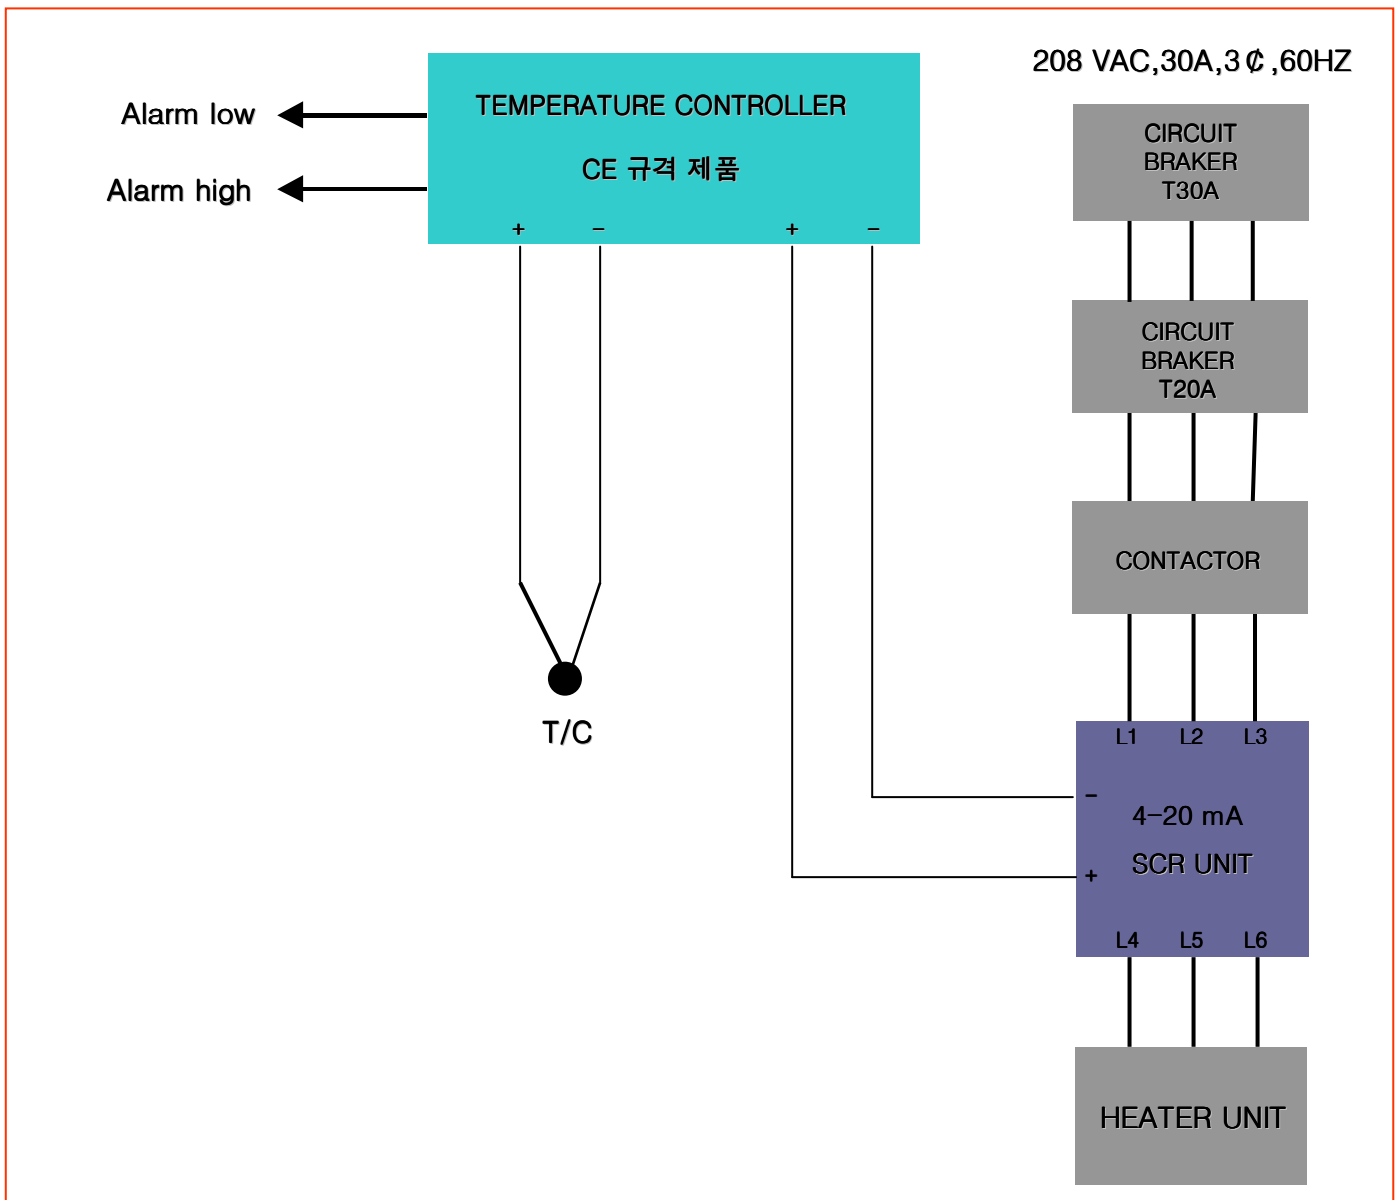 208 VAC,30A,3￠,60HZ
TEMPERATURE CONTROLLER
CE 규격 제품
+ − + −
Alarm low
Alarm high
T/C
CIRCUIT
BRAKER
T30A
CIRCUIT
BRAKER
T20A
CONTACTOR
L1 L2 L3
−
4−20 mA
SCR UNIT
+
L4 L5 L6
HEATER UNIT